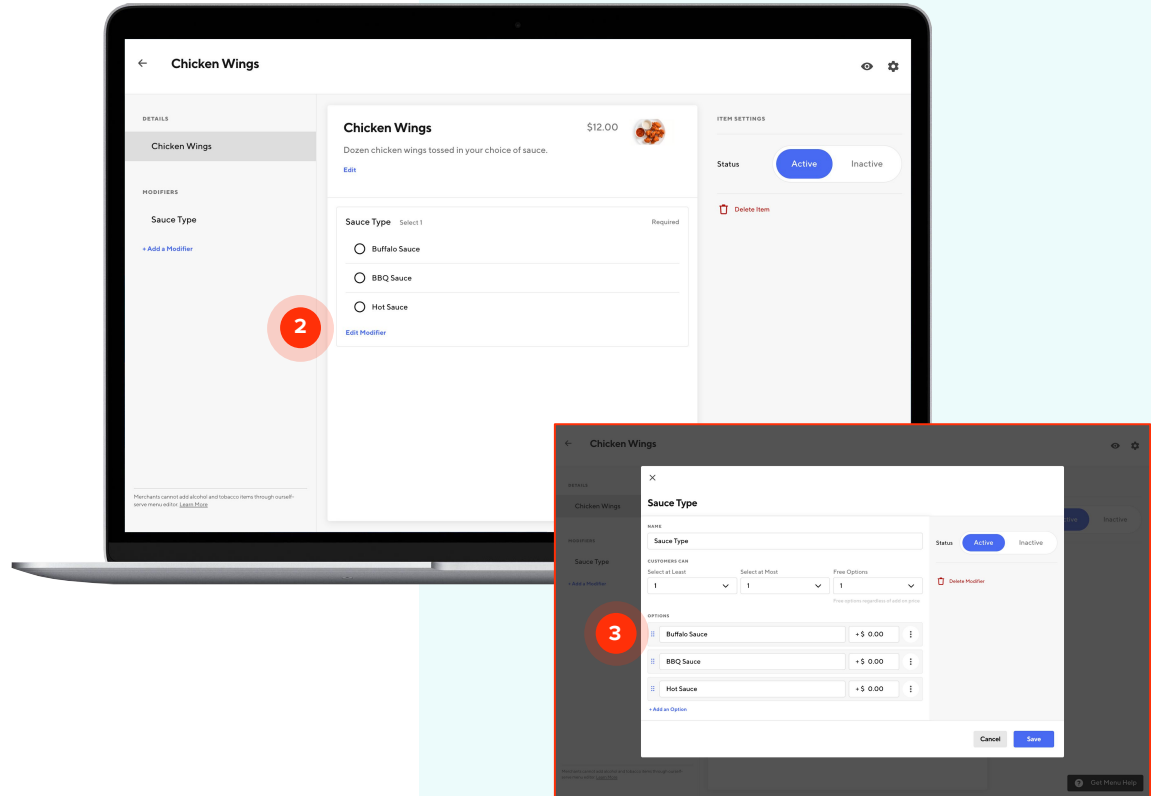 Chicken Wings
DETAILS
Chicken Wings
MODIFIERS
Sauce Type
+ Add a Modifier
Merchants cannot add alcohol and tobacco items through ourself-
serve menu editor. Learn More
Chicken Wings
$12.00
Dozen chicken wings tossed in your choice of sauce.
Edit
Sauce Type Select 1 Required
Buffalo Sauce
BBQ Sauce
Hot Sauce
Edit Modifier
2
ITEM SETTINGS
Status Active Inactive
Delete Item
Chicken Wings
DETAILS
Chicken Wings
MODIFIERS
Sauce Type
+ Add a Modifier
Sauce Type
NAME
Sauce Type
CUSTOMERS CAN
Select at Least Select at Most Free Options
1 1 1
Free options regardless of add-on price
OPTIONS
3
Buffalo Sauce +$ 0.00
BBQ Sauce +$ 0.00
Hot Sauce +$ 0.00
+ Add an Option
Status Active Inactive
Delete Modifier
Cancel Save
Inactive
Get Menu Help